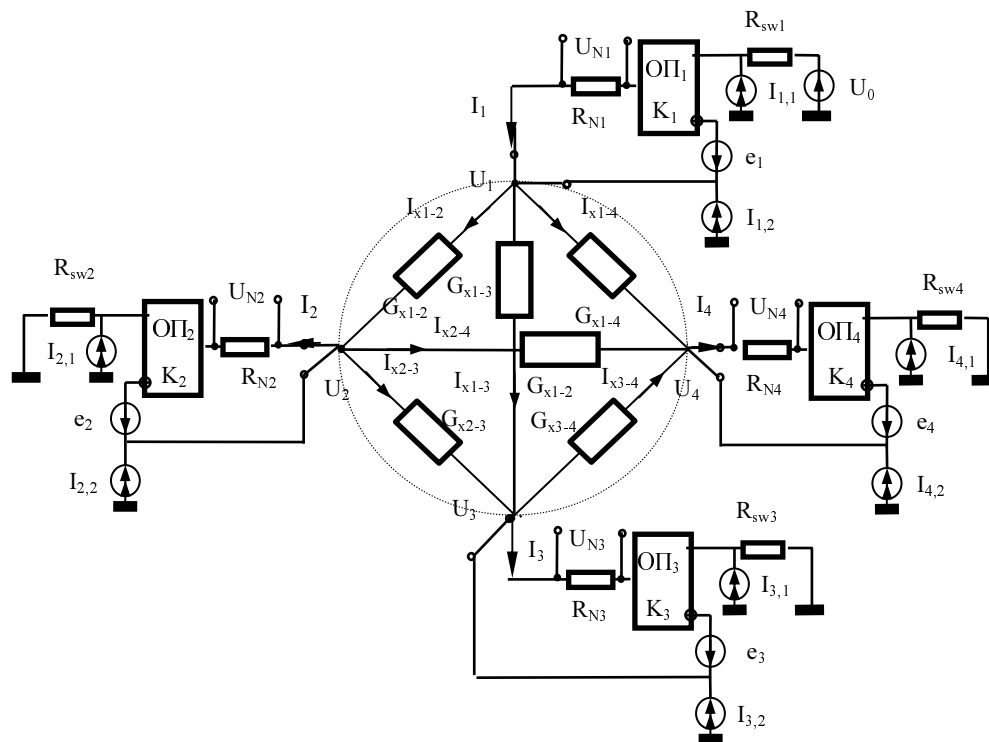 R_sw1
U_N1
ОП_1
I_1,1
U_0
I_1
R_N1
K_1
e_1
U_1
I_x1-2
I_x1-4
I_1,2
R_sw2
U_N2
I_2
G_x1-3
R_sw4
ОП_2
G_x1-2
G_x1-4
I_4
U_N4
ОП_4
I_2,1
I_x2-4
I_4,1
R_N2
K_2
I_x2-3
I_x1-3
G_x1-2
I_x3-4
R_N4
K_4
U_2
U_4
e_2
G_x2-3
G_x3-4
e_4
I_2,2
I_4,2
U_3
R_sw3
I_3
U_N3
ОП_3
I_3,1
R_N3
K_3
e_3
I_3,2